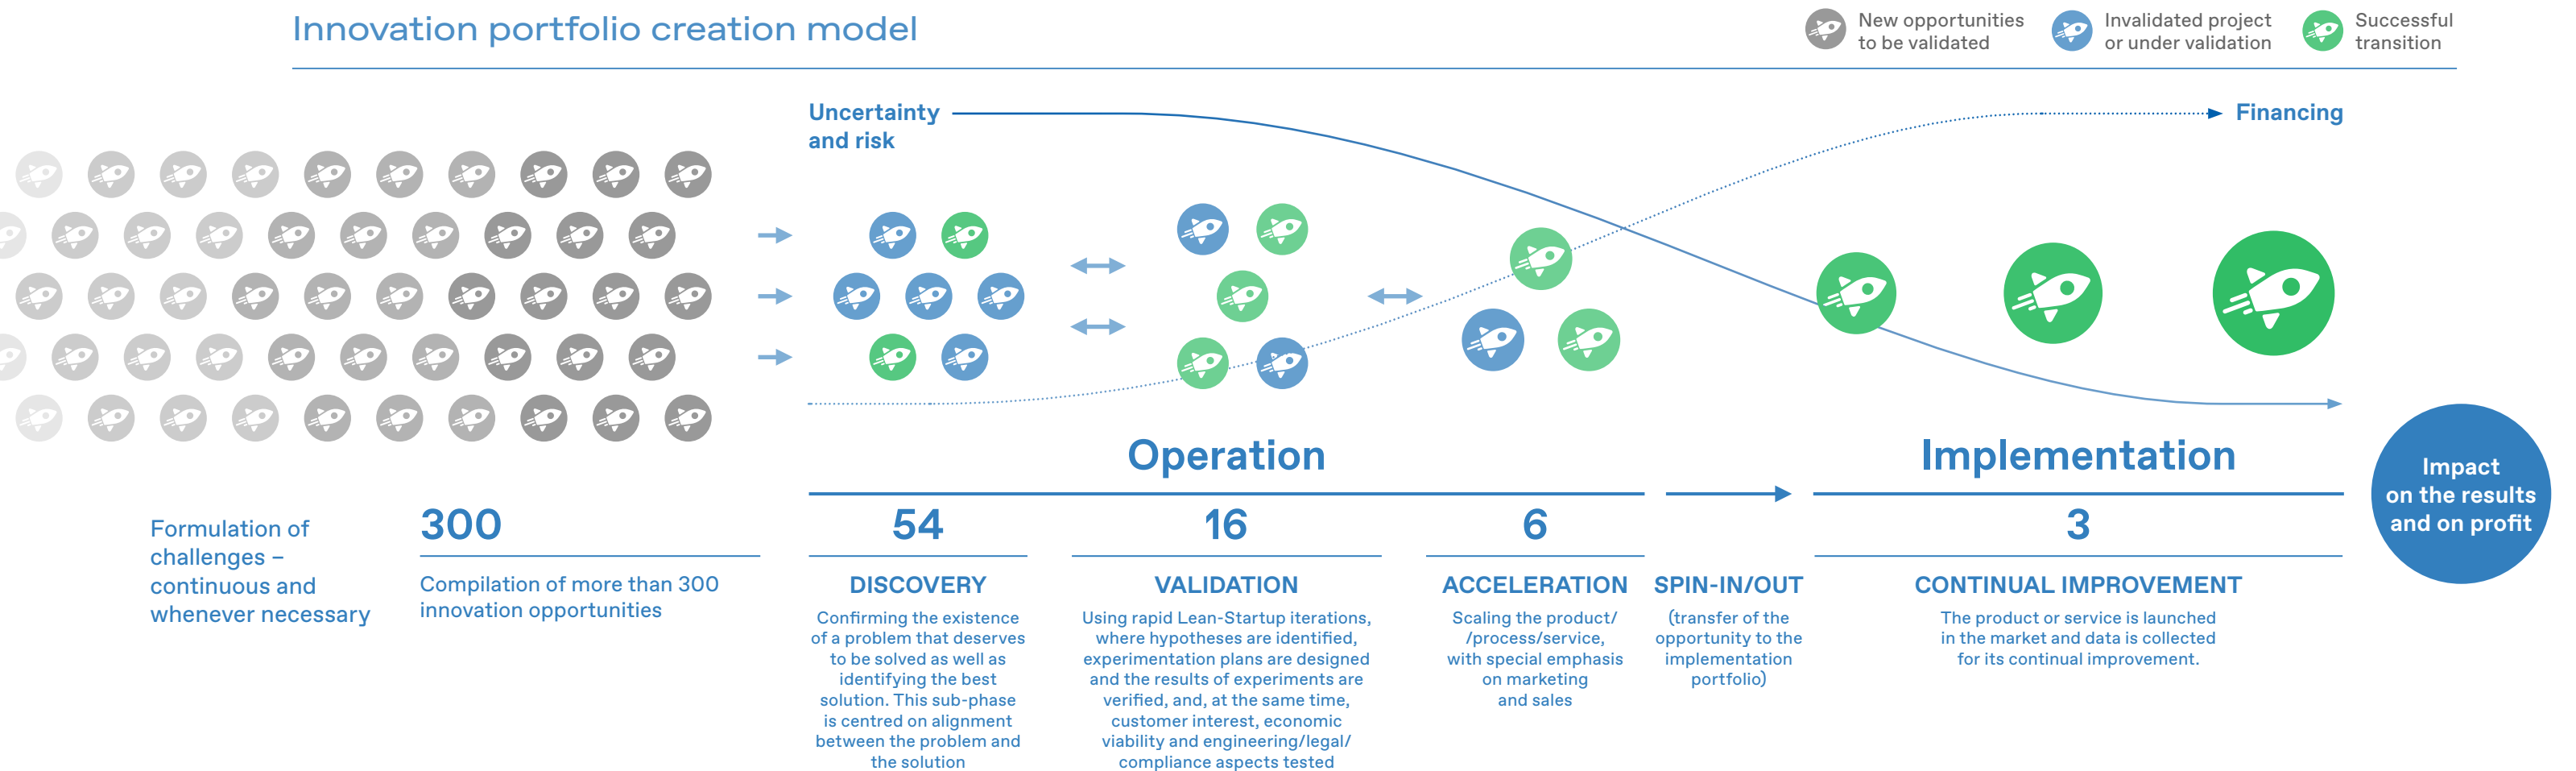 Innovation portfolio creation model
New opportunities
to be validated
Invalidated project
or under validation
Successful
transition
Uncertainty
and risk
Financing
Operation
Implementation
Impact
on the results
and on profit
Formulation of
challenges –
continuous and
whenever necessary
300
Compilation of more than 300
innovation opportunities
54
DISCOVERY
Confirming the existence
of a problem that deserves
to be solved as well as
identifying the best
solution. This sub-phase
is centred on alignment
between the problem and
the solution
16
VALIDATION
Using rapid Lean-Startup iterations,
where hypotheses are identified,
experimentation plans are designed
and the results of experiments are
verified, and, at the same time,
customer interest, economic
viability and engineering/legal/
compliance aspects tested
6
ACCELERATION
Scaling the product/
/process/service,
with special emphasis
on marketing
and sales
SPIN-IN/OUT
(transfer of the
opportunity to the
implementation
portfolio)
3
CONTINUAL IMPROVEMENT
The product or service is launched
in the market and data is collected
for its continual improvement.